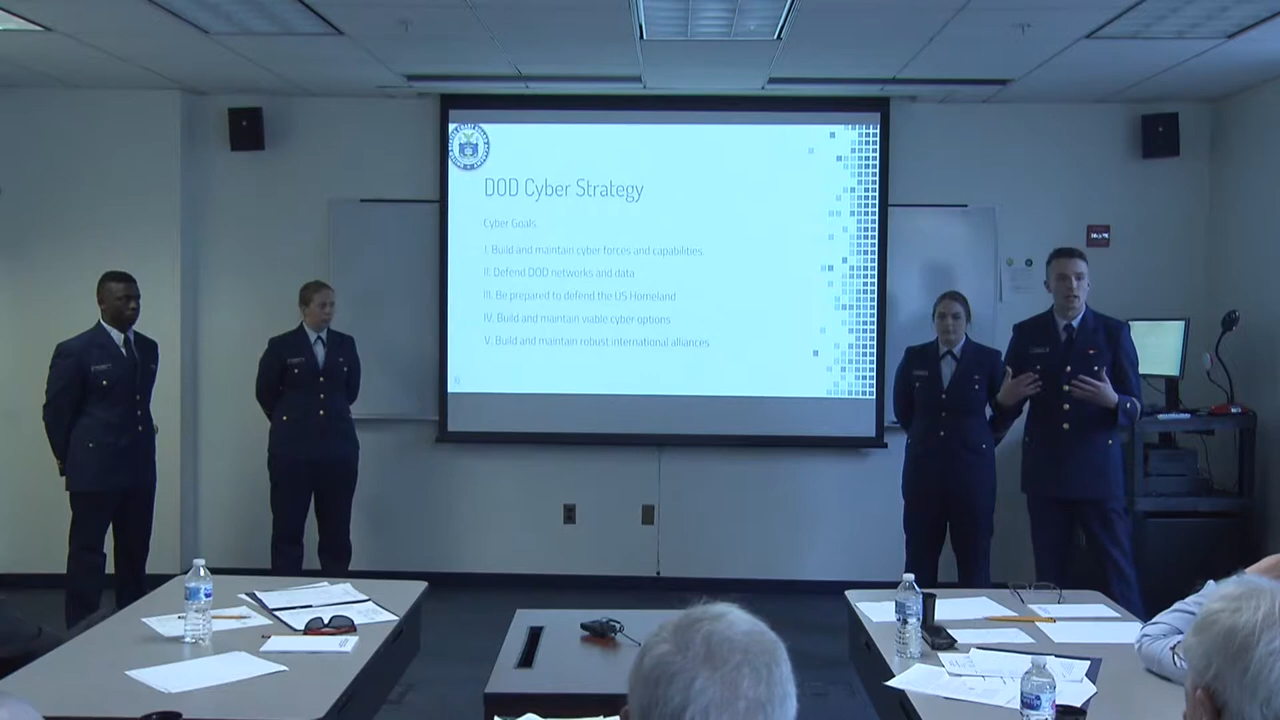 DOD Cyber Strategy
Cyber Goals:
I. Build and maintain cyber forces and capabilities.
II. Defend DOD networks and data
III. Be prepared to defend the US Homeland
IV. Build and maintain viable cyber options
V. Build and maintain robust international alliances